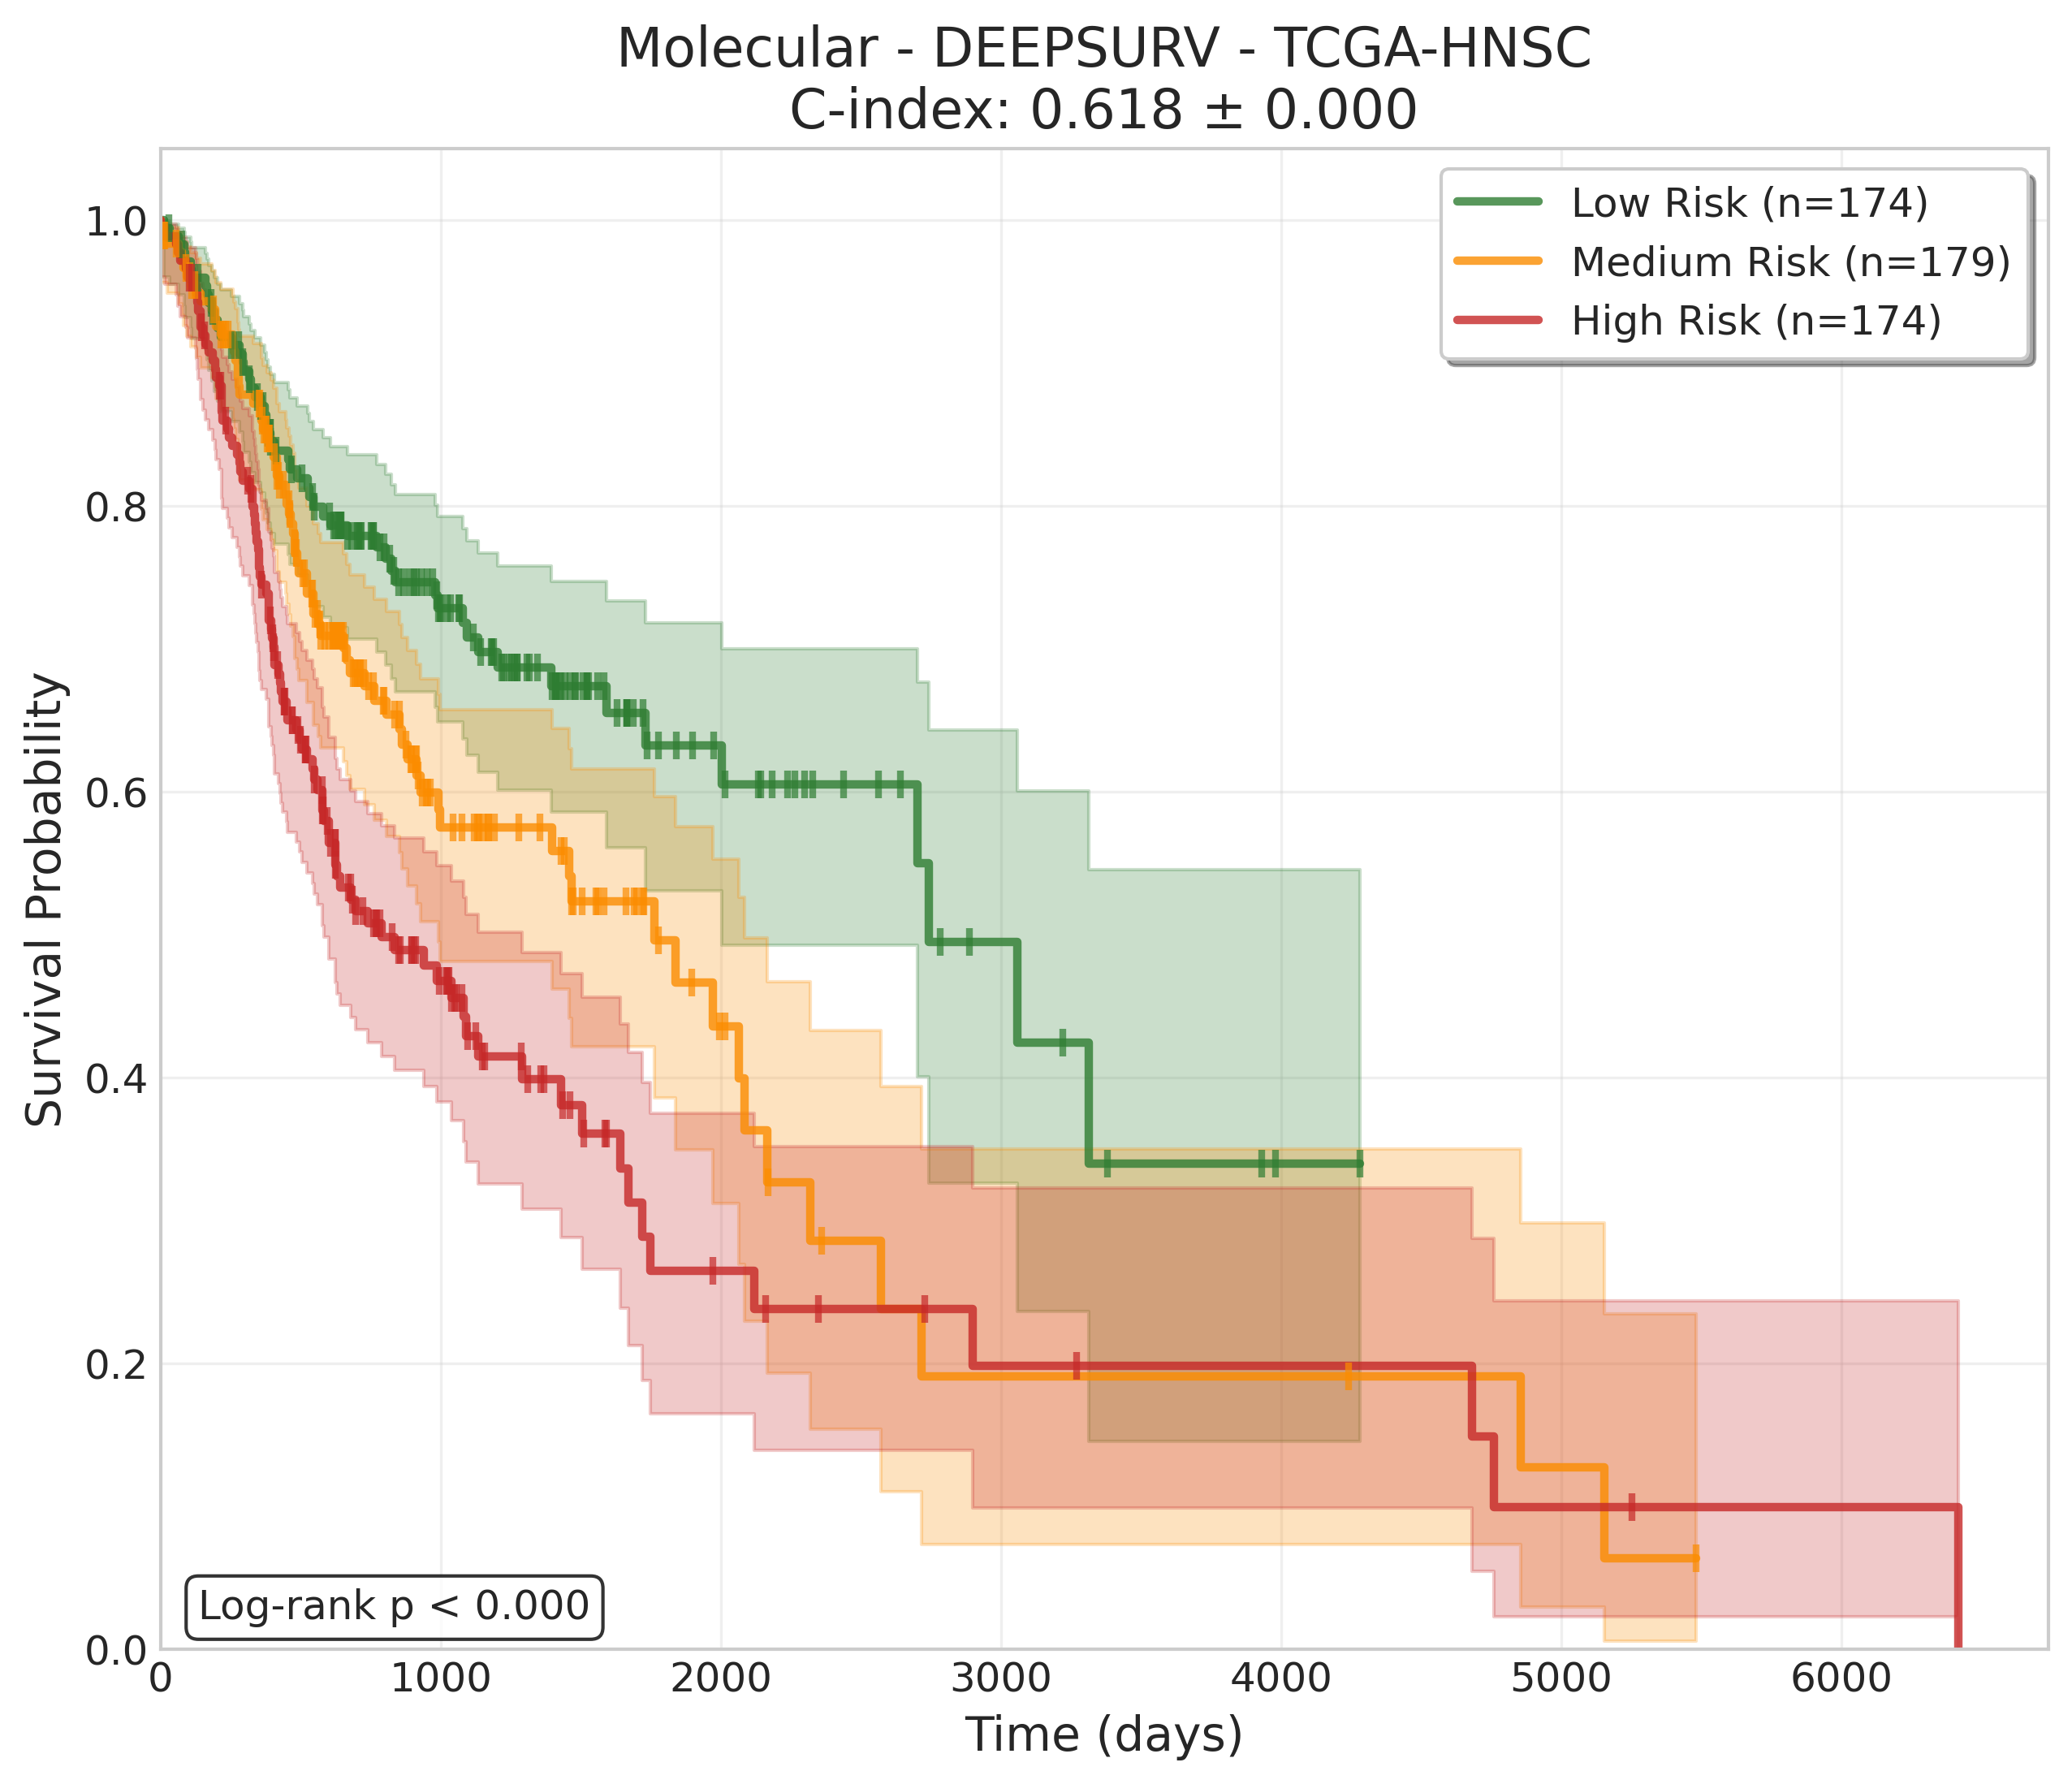 Molecular - DEEPSURV - TCGA-HNSC
C-index: 0.618 ± 0.000
Low Risk (n=174)
Medium Risk (n=179)
High Risk (n=174)
Survival Probability
1.0
0.8
0.6
0.4
0.2
0.0
Log-rank p < 0.000
0 1000 2000 3000 4000 5000 6000
Time (days)